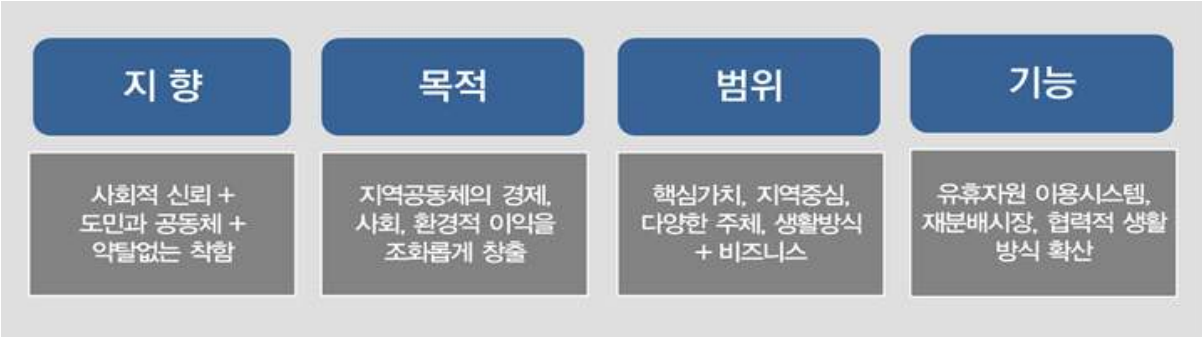 지 향
사회적 신뢰 +
도민과 공동체 +
약탈없는 착함
목적
지역공동체의 경제,
사회, 환경적 이익을
조화롭게 창출
범위
핵심가치, 지역중심,
다양한 주체, 생활방식
+ 비즈니스
기능
유휴자원 이용시스템,
재분배시장, 협력적 생활
방식 확산